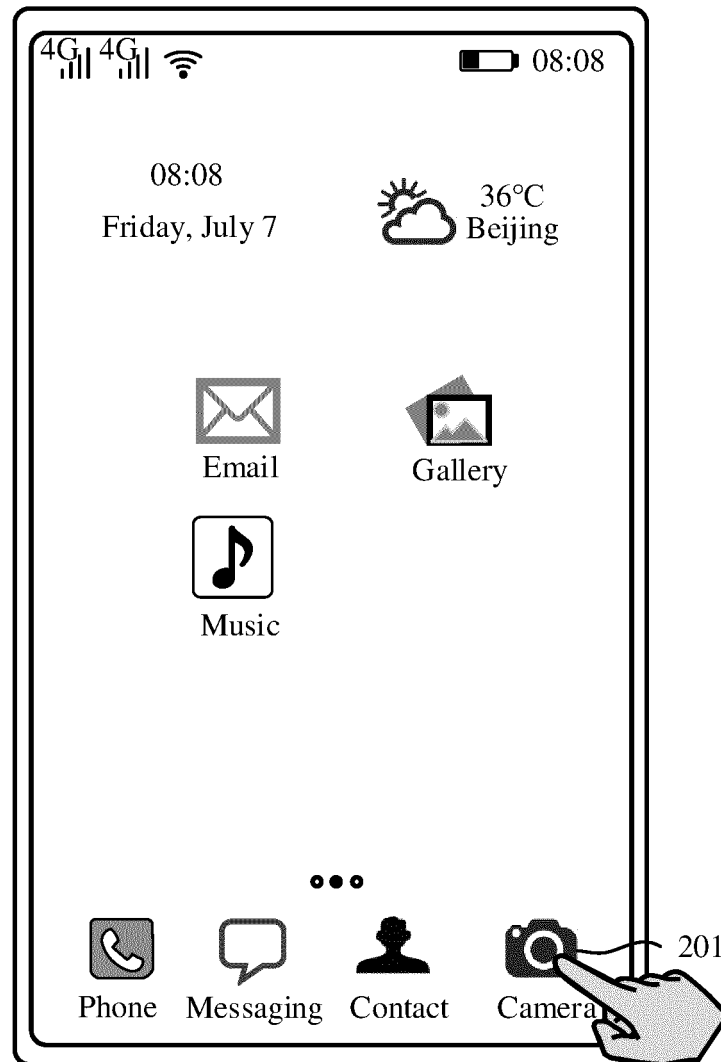 4G 4G 08:08
08:08
Friday, July 7
36°C
Beijing
Email
Gallery
Music
201
Phone Messaging Contact Camera